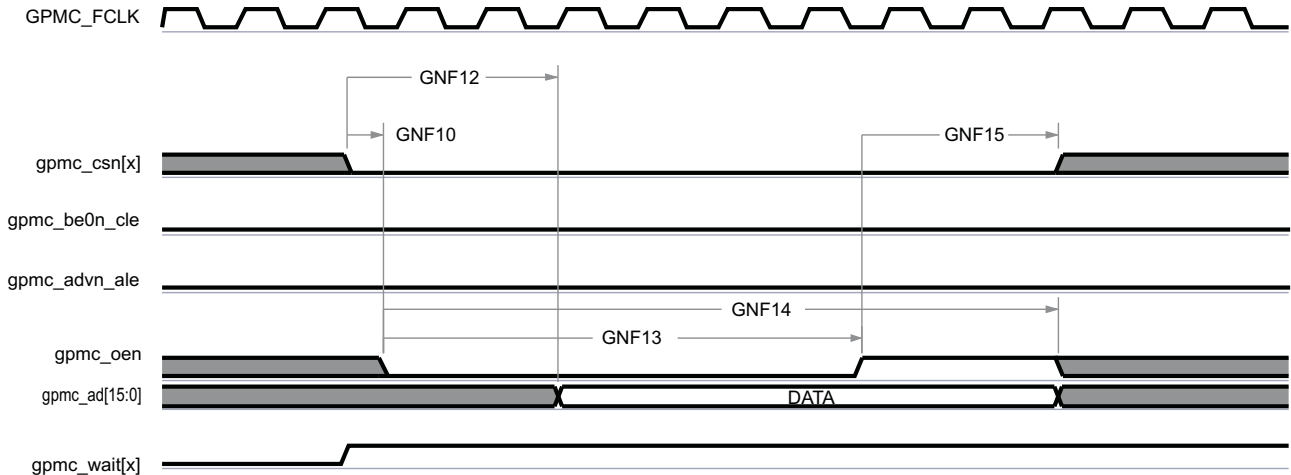 GPMC_FCLK
GNF12
GNF10
GNF15
gpmc_csn[x]
gpmc_be0n_cle
gpmc_advn_ale
GNF14
GNF13
gpmc_oen
gpmc_ad[15:0]
DATA
gpmc_wait[x]